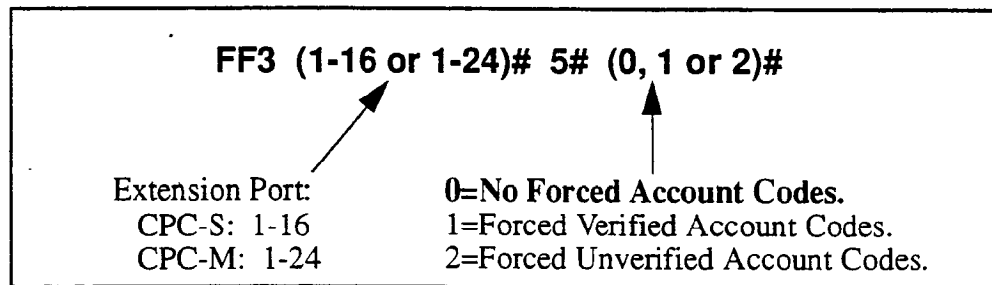 FF3 (1-16 or 1-24)# 5# (0, 1 or 2)#
Extension Port:
CPC-S: 1-16
CPC-M: 1-24
0=No Forced Account Codes.
1=Forced Verified Account Codes.
2=Forced Unverified Account Codes.